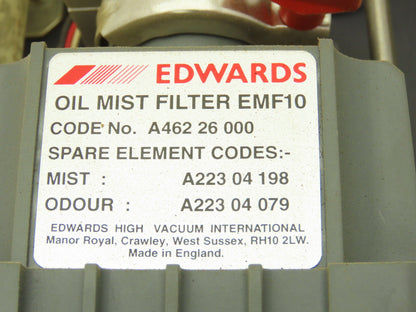 EDWARDS
OIL MIST FILTER EMF10
CODE No. A462 26 000
SPARE ELEMENT CODES:-
MIST : A223 04 198
ODOUR : A223 04 079
EDWARDS HIGH VACUUM INTERNATIONAL
Manor Royal, Crawley, West Sussex, RH10 2LW.
Made in England.